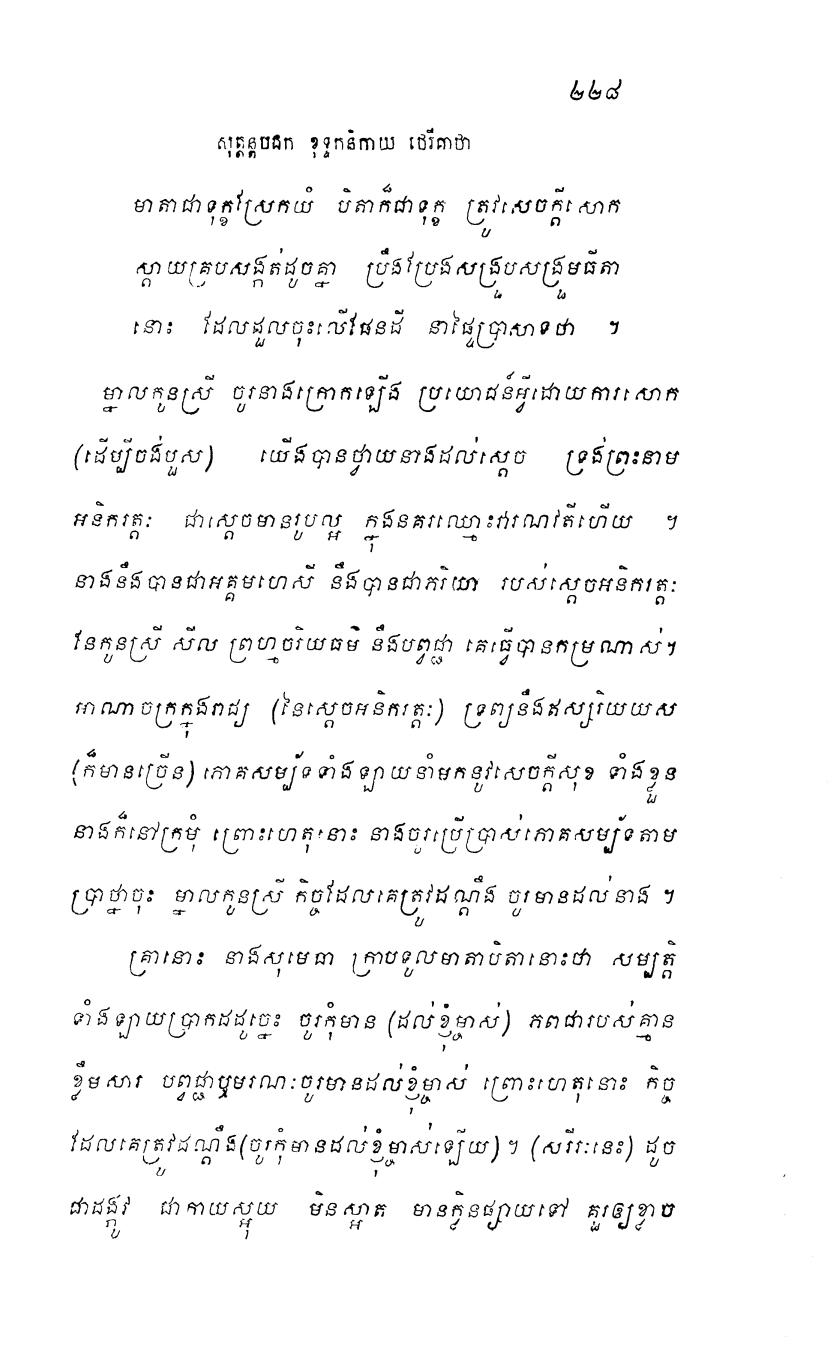 ២២៨
សុត្តន្តបិដក ខុទ្ទកនិកាយ ថេរីគាថា
មាតាជាទុក្ខស្រែកយំ បិតាក៏ជាទុក្ខ ត្រូវសេចក្តីសោក
ស្តាយគ្របសង្កត់ដូចគ្នា ប្រឹងប្រែងសង្រួបសង្រួមធីតា
នោះ ដែលដួលចុះលើផែនដី នាផ្ទៃប្រាសាទថា ។
ម្នាលកូនស្រី ចូរនាងក្រោកឡើង ប្រយោជន៍អ្វីដោយការសោក
(ដើម្បីចង់បួស) យើងបានថ្វាយនាងដល់ស្តេច ទ្រង់ព្រះនាម
អនិករត្តៈ ជាស្តេចមានរូបល្អ ក្នុងនគរឈ្មោះវារណវតីហើយ ។
នាងនឹងបានជាអគ្គមហេសី នឹងបានជាភរិយា របស់ស្តេចអនិករត្តៈ
នែកូនស្រី សីល ព្រហ្មចរិយធម៌ នឹងបព្វជ្ជា គេធ្វើបានកម្រណាស់។
អាណាចក្រក្នុងរាជ្យ (នៃស្តេចអនិករត្តៈ) ទ្រព្យនឹងឥស្សរិយយស
(ក៏មានច្រើន) ភោគសម្ប័ទទាំងឡាយនាំមកនូវសេចក្តីសុខ ទាំងខ្លួន
នាងក៏នៅក្រមុំ ព្រោះហេតុនោះ នាងចូរប្រើប្រាស់ភោគសម្ប័ទតាម
ប្រាថ្នាចុះ ម្នាលកូនស្រី កិច្ចដែលគេត្រូវដណ្តឹង ចូរមានដល់នាង ។
គ្រានោះ នាងសុមេធា ក្រាបទូលមាតាបិតានោះថា សម្បត្តិ
ទាំងឡាយប្រាកដដូច្នេះ ចូរកុំមាន (ដល់ខ្ញុំម្ចាស់) ភពជារបស់គ្មាន
ខ្លឹមសារ បព្វជ្ជាឬមរណៈចូរមានដល់ខ្ញុំម្ចាស់ ព្រោះហេតុនោះ កិច្ច
ដែលគេត្រូវដណ្តឹង(ចូរកុំមានដល់ខ្ញុំម្ចាស់ឡើយ) ។ (សរីរៈនេះ) ដូច
ជាដង្កូវ ជាកាយស្អុយ មិនស្អាត មានក្លិនផ្សាយទៅ គួរឲ្យខ្លាច